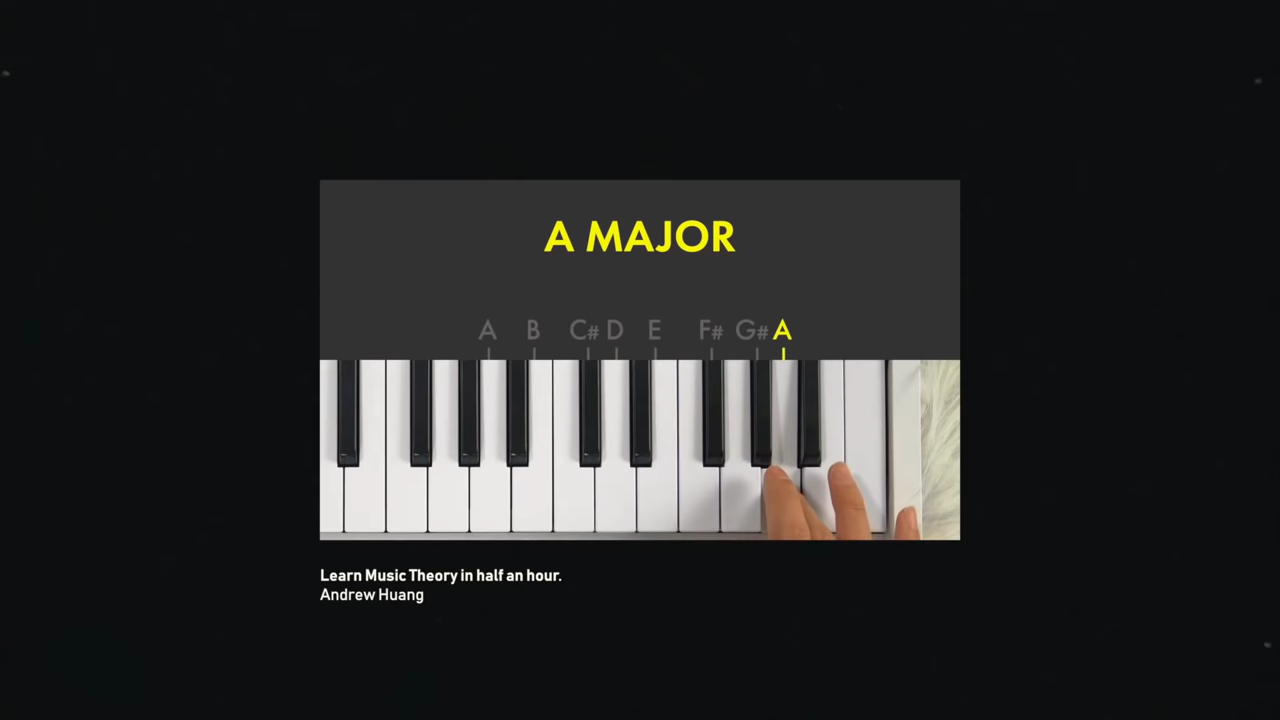 A MAJOR
A B C# D E F# G# A
Learn Music Theory in half an hour.
Andrew Huang